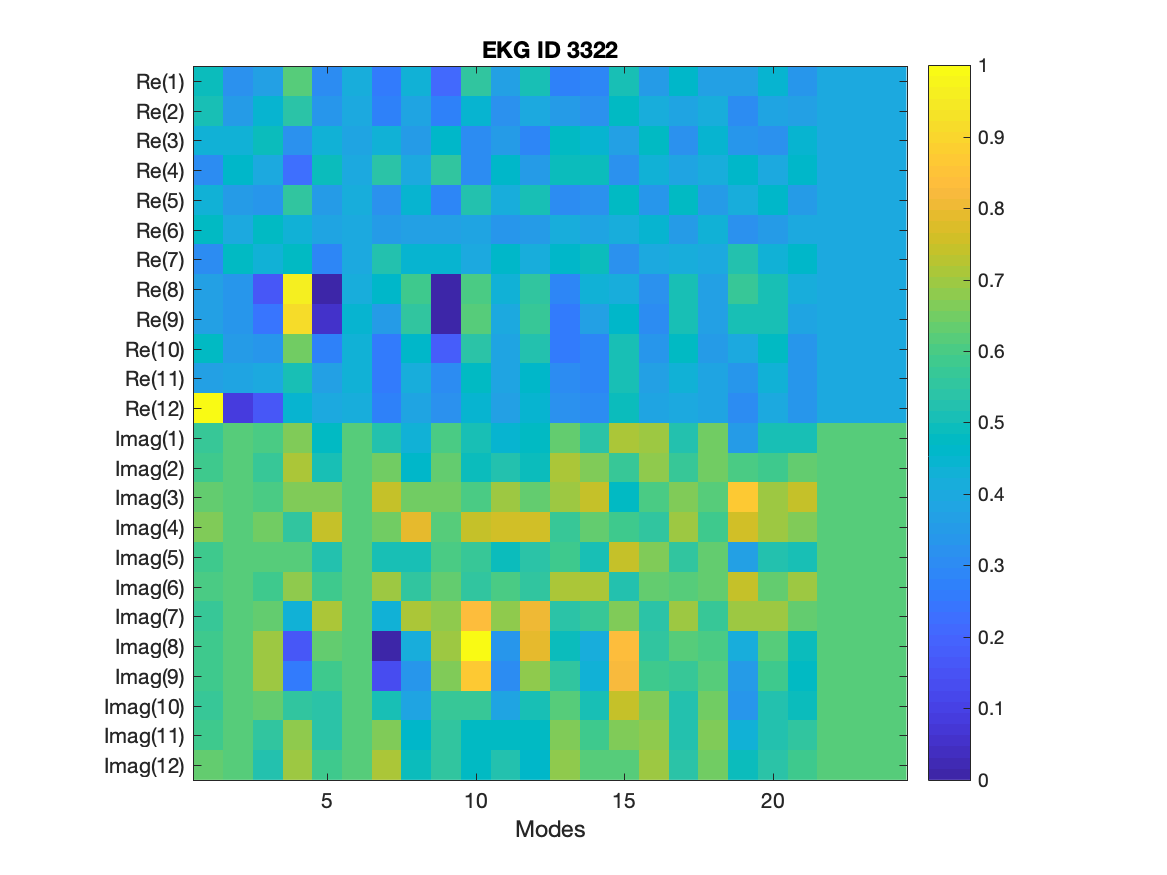 EKG ID 3322
Re(1)
Re(2)
Re(3)
Re(4)
Re(5)
Re(6)
Re(7)
Re(8)
Re(9)
Re(10)
Re(11)
Re(12)
Imag(1)
Imag(2)
Imag(3)
Imag(4)
Imag(5)
Imag(6)
Imag(7)
Imag(8)
Imag(9)
Imag(10)
Imag(11)
Imag(12)
5 10 15 20
Modes
1
0.9
0.8
0.7
0.6
0.5
0.4
0.3
0.2
0.1
0